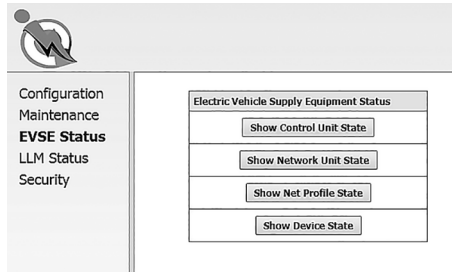 Configuration
Maintenance
EVSE Status
LLM Status
Security
Electric Vehicle Supply Equipment Status
Show Control Unit State
Show Network Unit State
Show Net Profile State
Show Device State